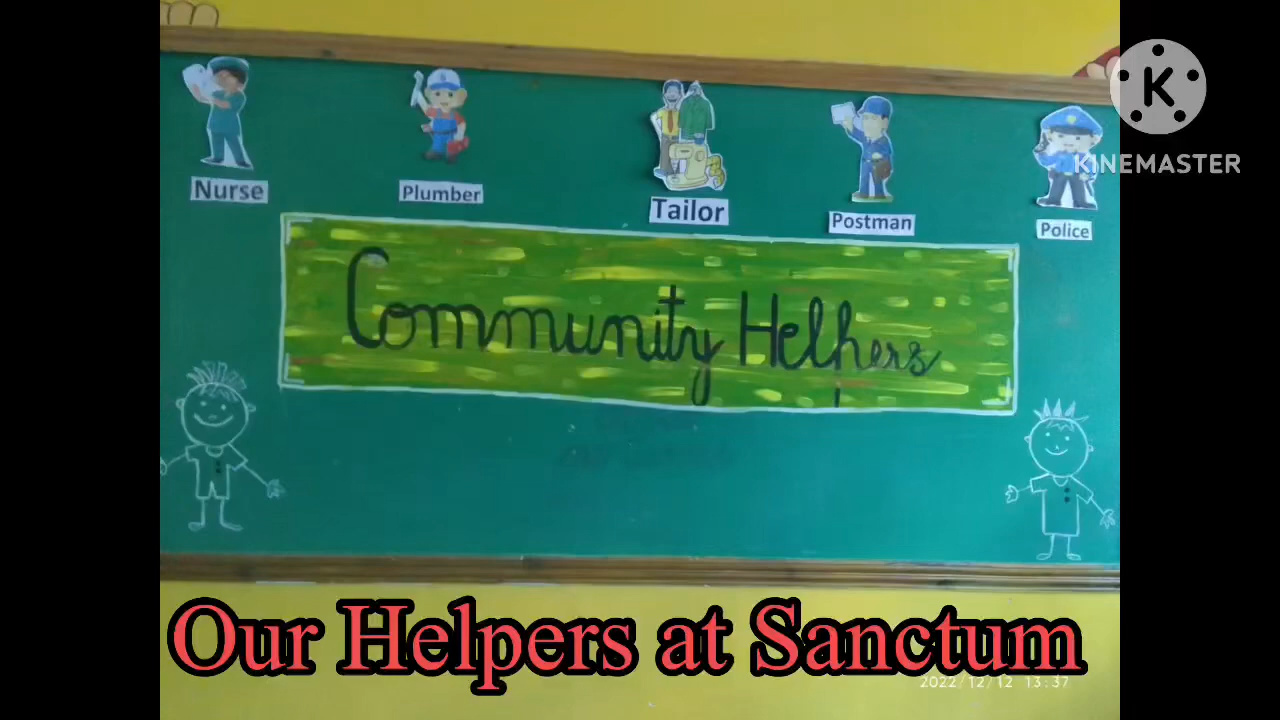 K
KINEMASTER
Nurse
Plumber
Tailor
Postman
Police
Community Helpers
Our Helpers at Sanctum
2022/12/12 13:37